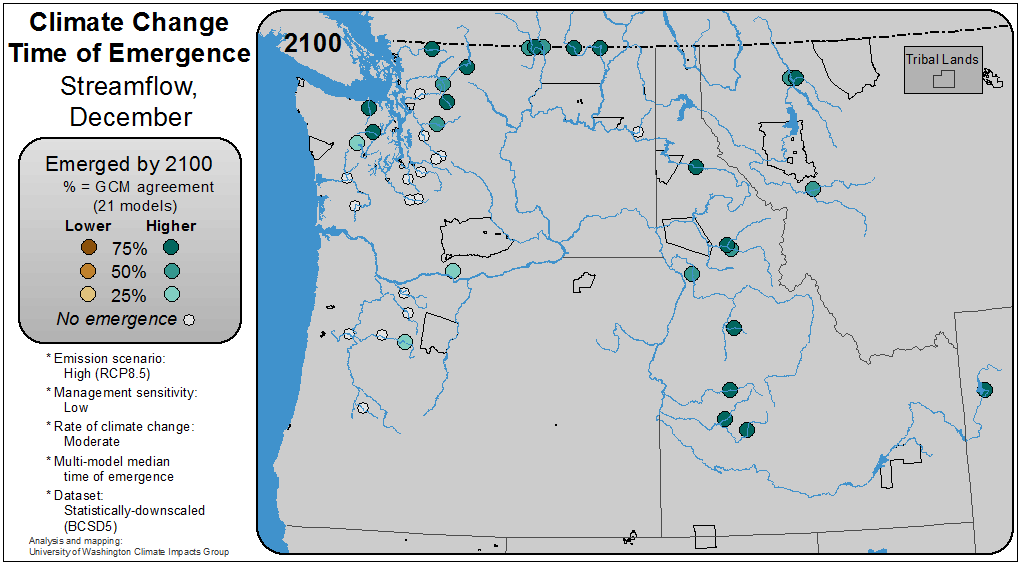 Climate Change
Time of Emergence
Streamflow,
December
Emerged by 2100
% = GCM agreement
(21 models)
Lower Higher
75%
50%
25%
No emergence
* Emission scenario:
High (RCP8.5)
* Management sensitivity:
Low
* Rate of climate change:
Moderate
* Multi-model median
time of emergence
* Dataset:
Statistically-downscaled
(BCSD5)
Analysis and mapping:
University of Washington Climate Impacts Group
2100
Tribal Lands